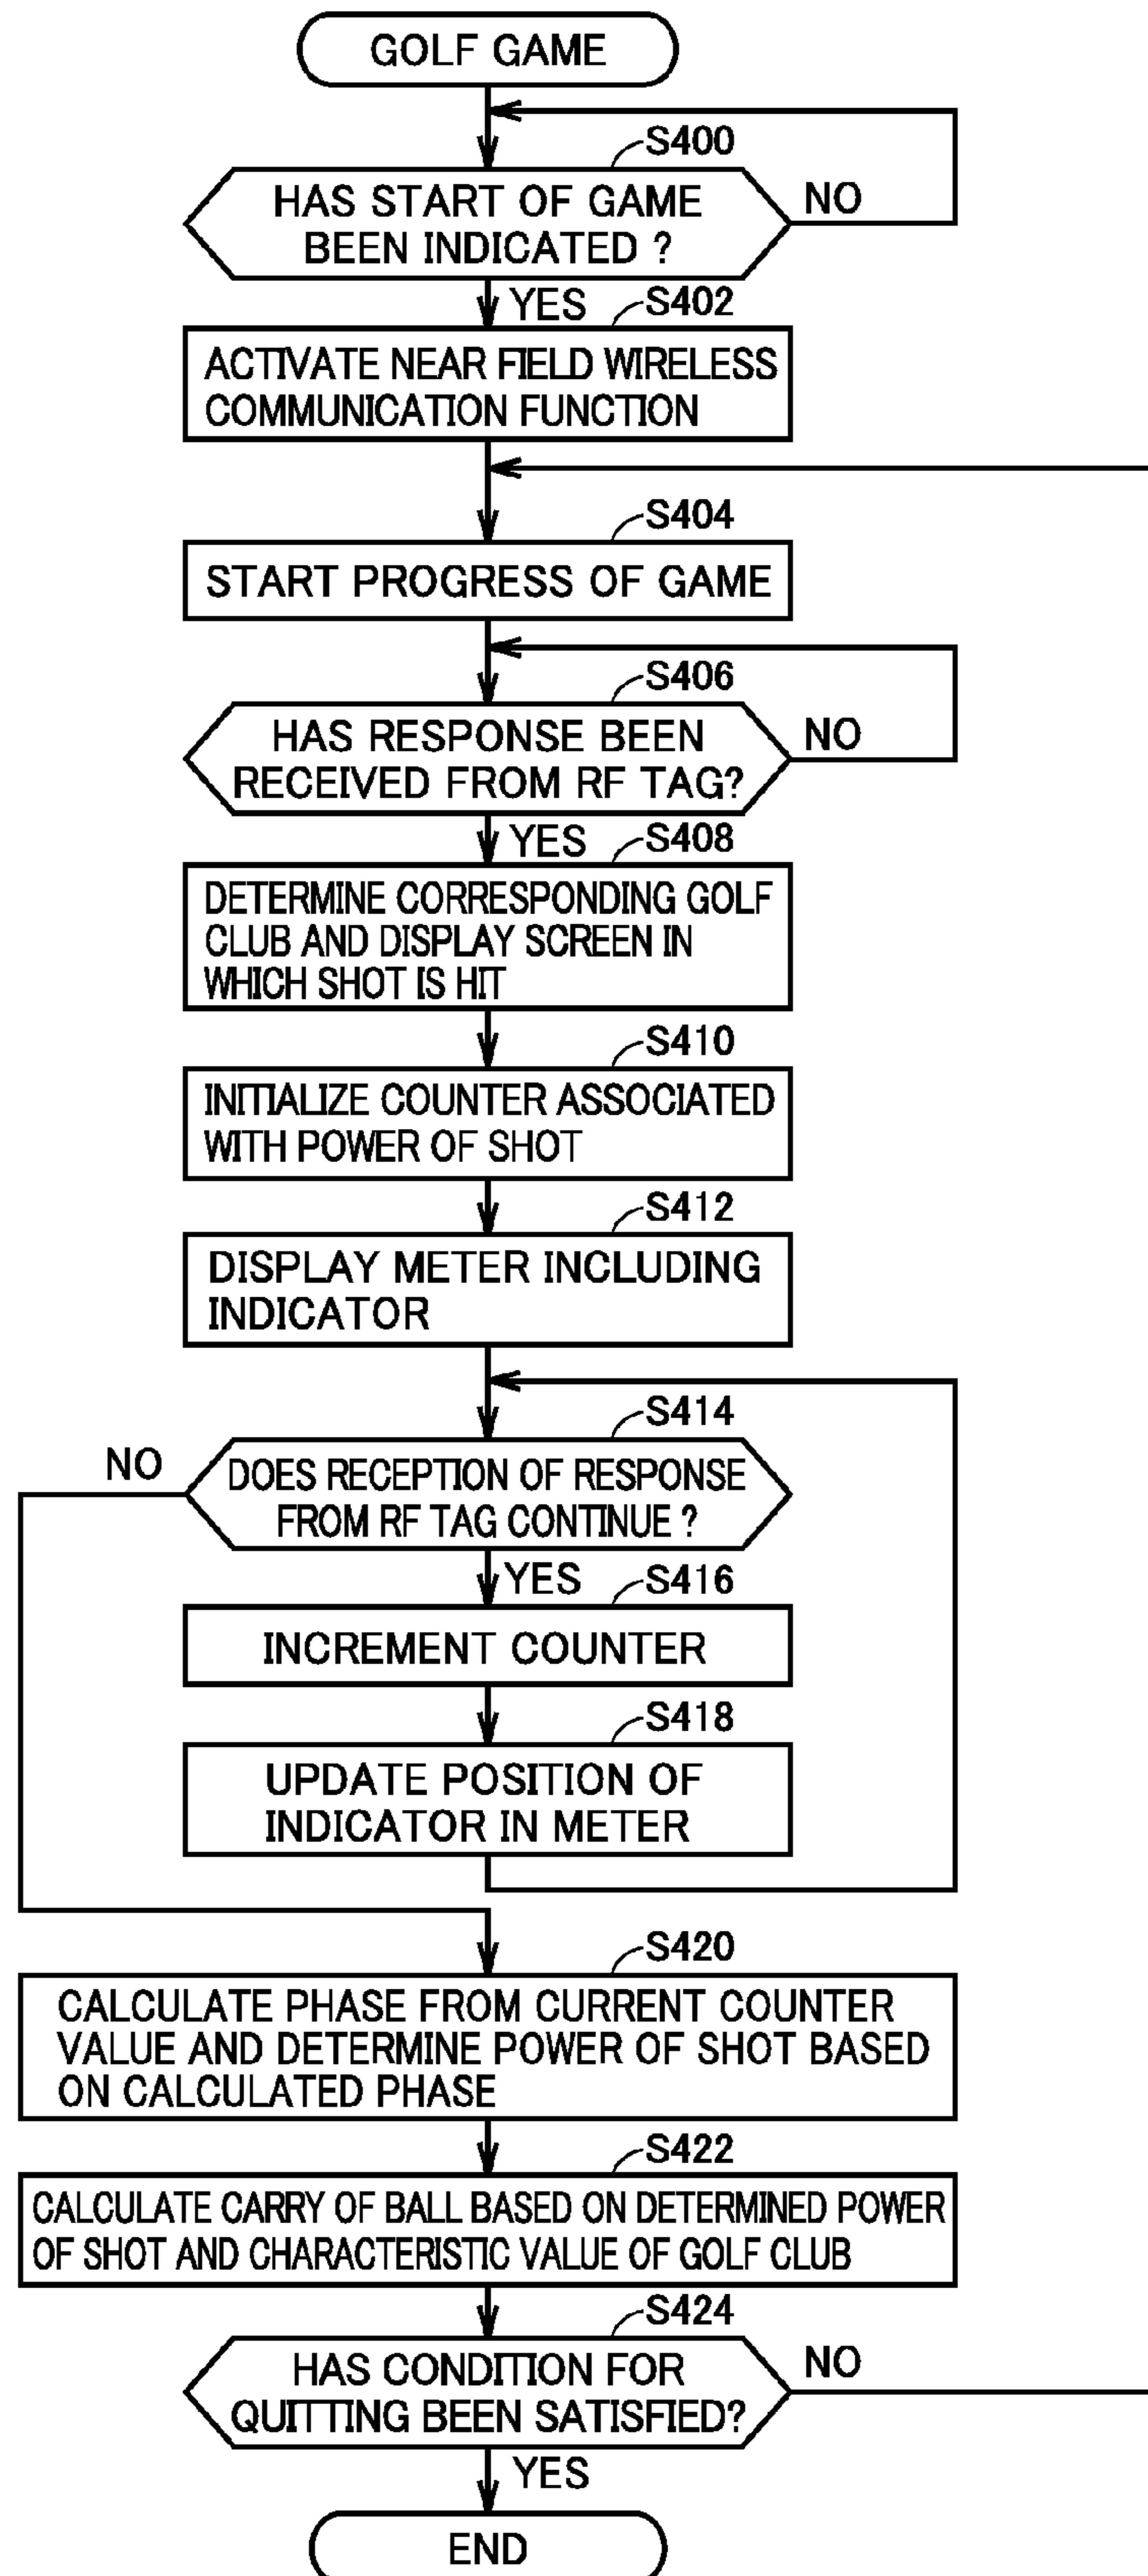 GOLF GAME
S400
HAS START OF GAME
BEEN INDICATED ?
NO
YES
S402
ACTIVATE NEAR FIELD WIRELESS
COMMUNICATION FUNCTION
S404
START PROGRESS OF GAME
S406
HAS RESPONSE BEEN
RECEIVED FROM RF TAG?
NO
YES
S408
DETERMINE CORRESPONDING GOLF
CLUB AND DISPLAY SCREEN IN
WHICH SHOT IS HIT
S410
INITIALIZE COUNTER ASSOCIATED
WITH POWER OF SHOT
S412
DISPLAY METER INCLUDING
INDICATOR
S414
NO
DOES RECEPTION OF RESPONSE
FROM RF TAG CONTINUE ?
YES
S416
INCREMENT COUNTER
S418
UPDATE POSITION OF
INDICATOR IN METER
S420
CALCULATE PHASE FROM CURRENT COUNTER
VALUE AND DETERMINE POWER OF SHOT BASED
ON CALCULATED PHASE
S422
CALCULATE CARRY OF BALL BASED ON DETERMINED POWER
OF SHOT AND CHARACTERISTIC VALUE OF GOLF CLUB
S424
HAS CONDITION FOR
QUITTING BEEN SATISFIED?
NO
YES
END